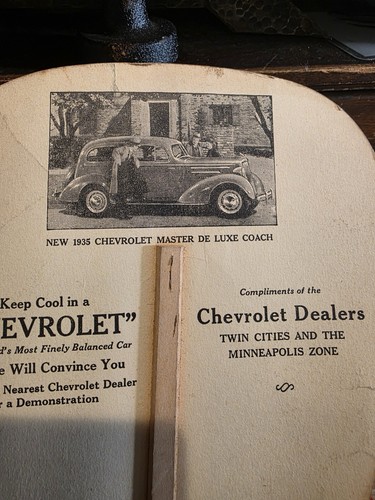 NEW 1935 CHEVROLET MASTER DE LUXE COACH
Keep Cool in a
EVROLET"
d's Most Finely Balanced Car
e Will Convince You
Nearest Chevrolet Dealer
r a Demonstration
Compliments of the
Chevrolet Dealers
TWIN CITIES AND THE
MINNEAPOLIS ZONE